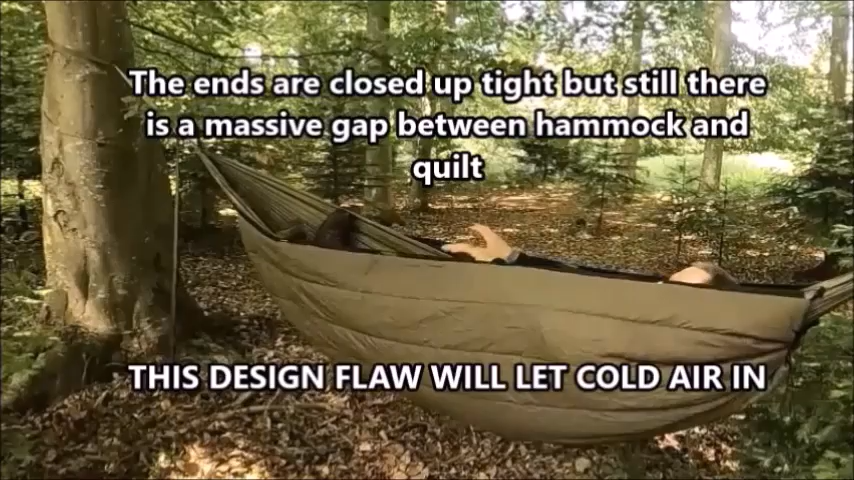 The ends are closed up tight but still there
is a massive gap between hammock and
quilt
THIS DESIGN FLAW WILL LET COLD AIR IN